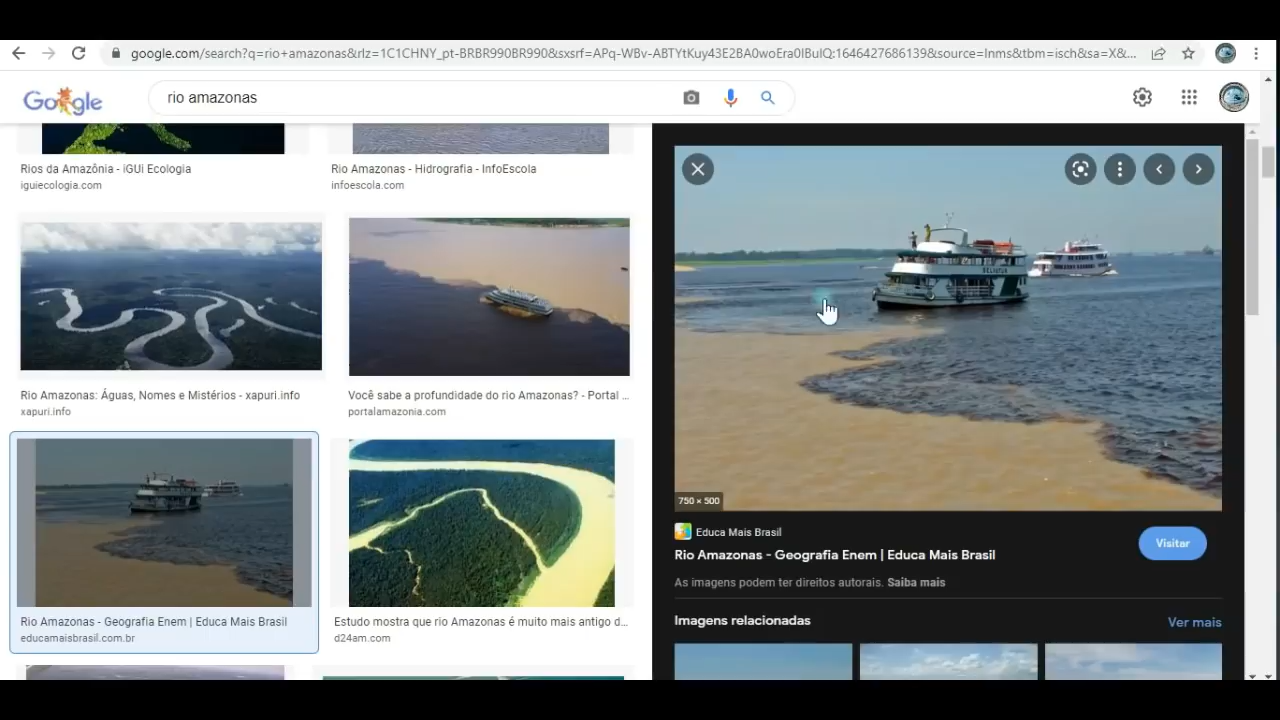 google.com/search?q=rio+amazonas&rlz=1C1CHNY_pt-BRBR990BR990&sxsrf=APq-WBv-ABTYtKuy43E2BA0woEra0IBuIQ:1646427686139&source=lnms&tbm=isch&sa=X&...
Google
rio amazonas
Rios da Amazônia - iGUi Ecologia
iguiecologia.com
Rio Amazonas - Hidrografia - InfoEscola
infoescola.com
Rio Amazonas: Águas, Nomes e Mistérios - xapuri.info
xapuri.info
Você sabe a profundidade do rio Amazonas? - Portal ...
portalamazonia.com
Rio Amazonas - Geografia Enem | Educa Mais Brasil
educamaisbrasil.com.br
Estudo mostra que rio Amazonas é muito mais antigo d...
d24am.com
750 × 500
Educa Mais Brasil
Rio Amazonas - Geografia Enem | Educa Mais Brasil
Visitar
As imagens podem ter direitos autorais. Saiba mais
Imagens relacionadas
Ver mais